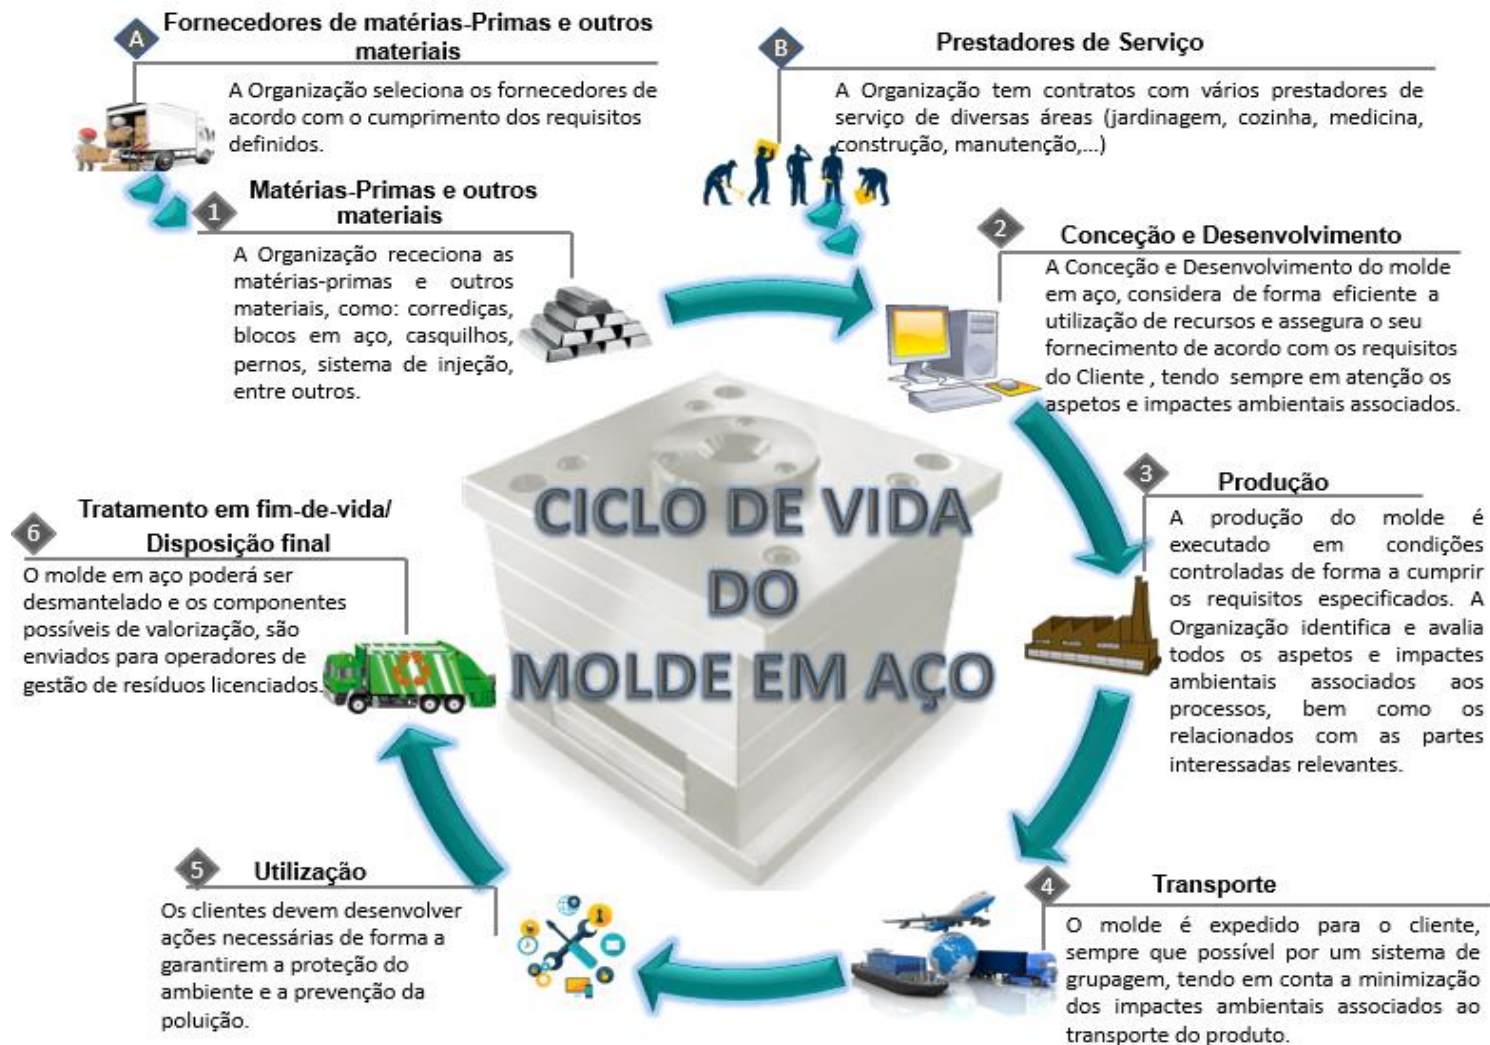 A
Fornecedores de matérias-Primas e outros
materiais
A Organização seleciona os fornecedores de
acordo com o cumprimento dos requisitos
definidos.
B
Prestadores de Serviço
A Organização tem contratos com vários prestadores de
serviço de diversas áreas (jardinagem, cozinha, medicina,
construção, manutenção,...)
1
Matérias-Primas e outros
materiais
A Organização receciona as
matérias-primas e outros
materiais, como: corrediças,
blocos em aço, casquilhos,
pernos, sistema de injeção,
entre outros.
2
Conceção e Desenvolvimento
A Conceção e Desenvolvimento do molde
em aço, considera de forma eficiente a
utilização de recursos e assegura o seu
fornecimento de acordo com os requisitos
do Cliente , tendo sempre em atenção os
aspetos e impactes ambientais associados.
CICLO DE VIDA
DO
MOLDE EM AÇO
3
Produção
A produção do molde é
executado em condições
controladas de forma a cumprir
os requisitos especificados. A
Organização identifica e avalia
todos os aspetos e impactes
ambientais associados aos
processos, bem como os
relacionados com as partes
interessadas relevantes.
4
Transporte
O molde é expedido para o cliente,
sempre que possível por um sistema de
grupagem, tendo em conta a minimização
dos impactes ambientais associados ao
transporte do produto.
5
Utilização
Os clientes devem desenvolver
ações necessárias de forma a
garantirem a proteção do
ambiente e a prevenção da
poluição.
6
Tratamento em fim-de-vida/
Disposição final
O molde em aço poderá ser
desmantelado e os componentes
possíveis de valorização, são
enviados para operadores de
gestão de resíduos licenciados.